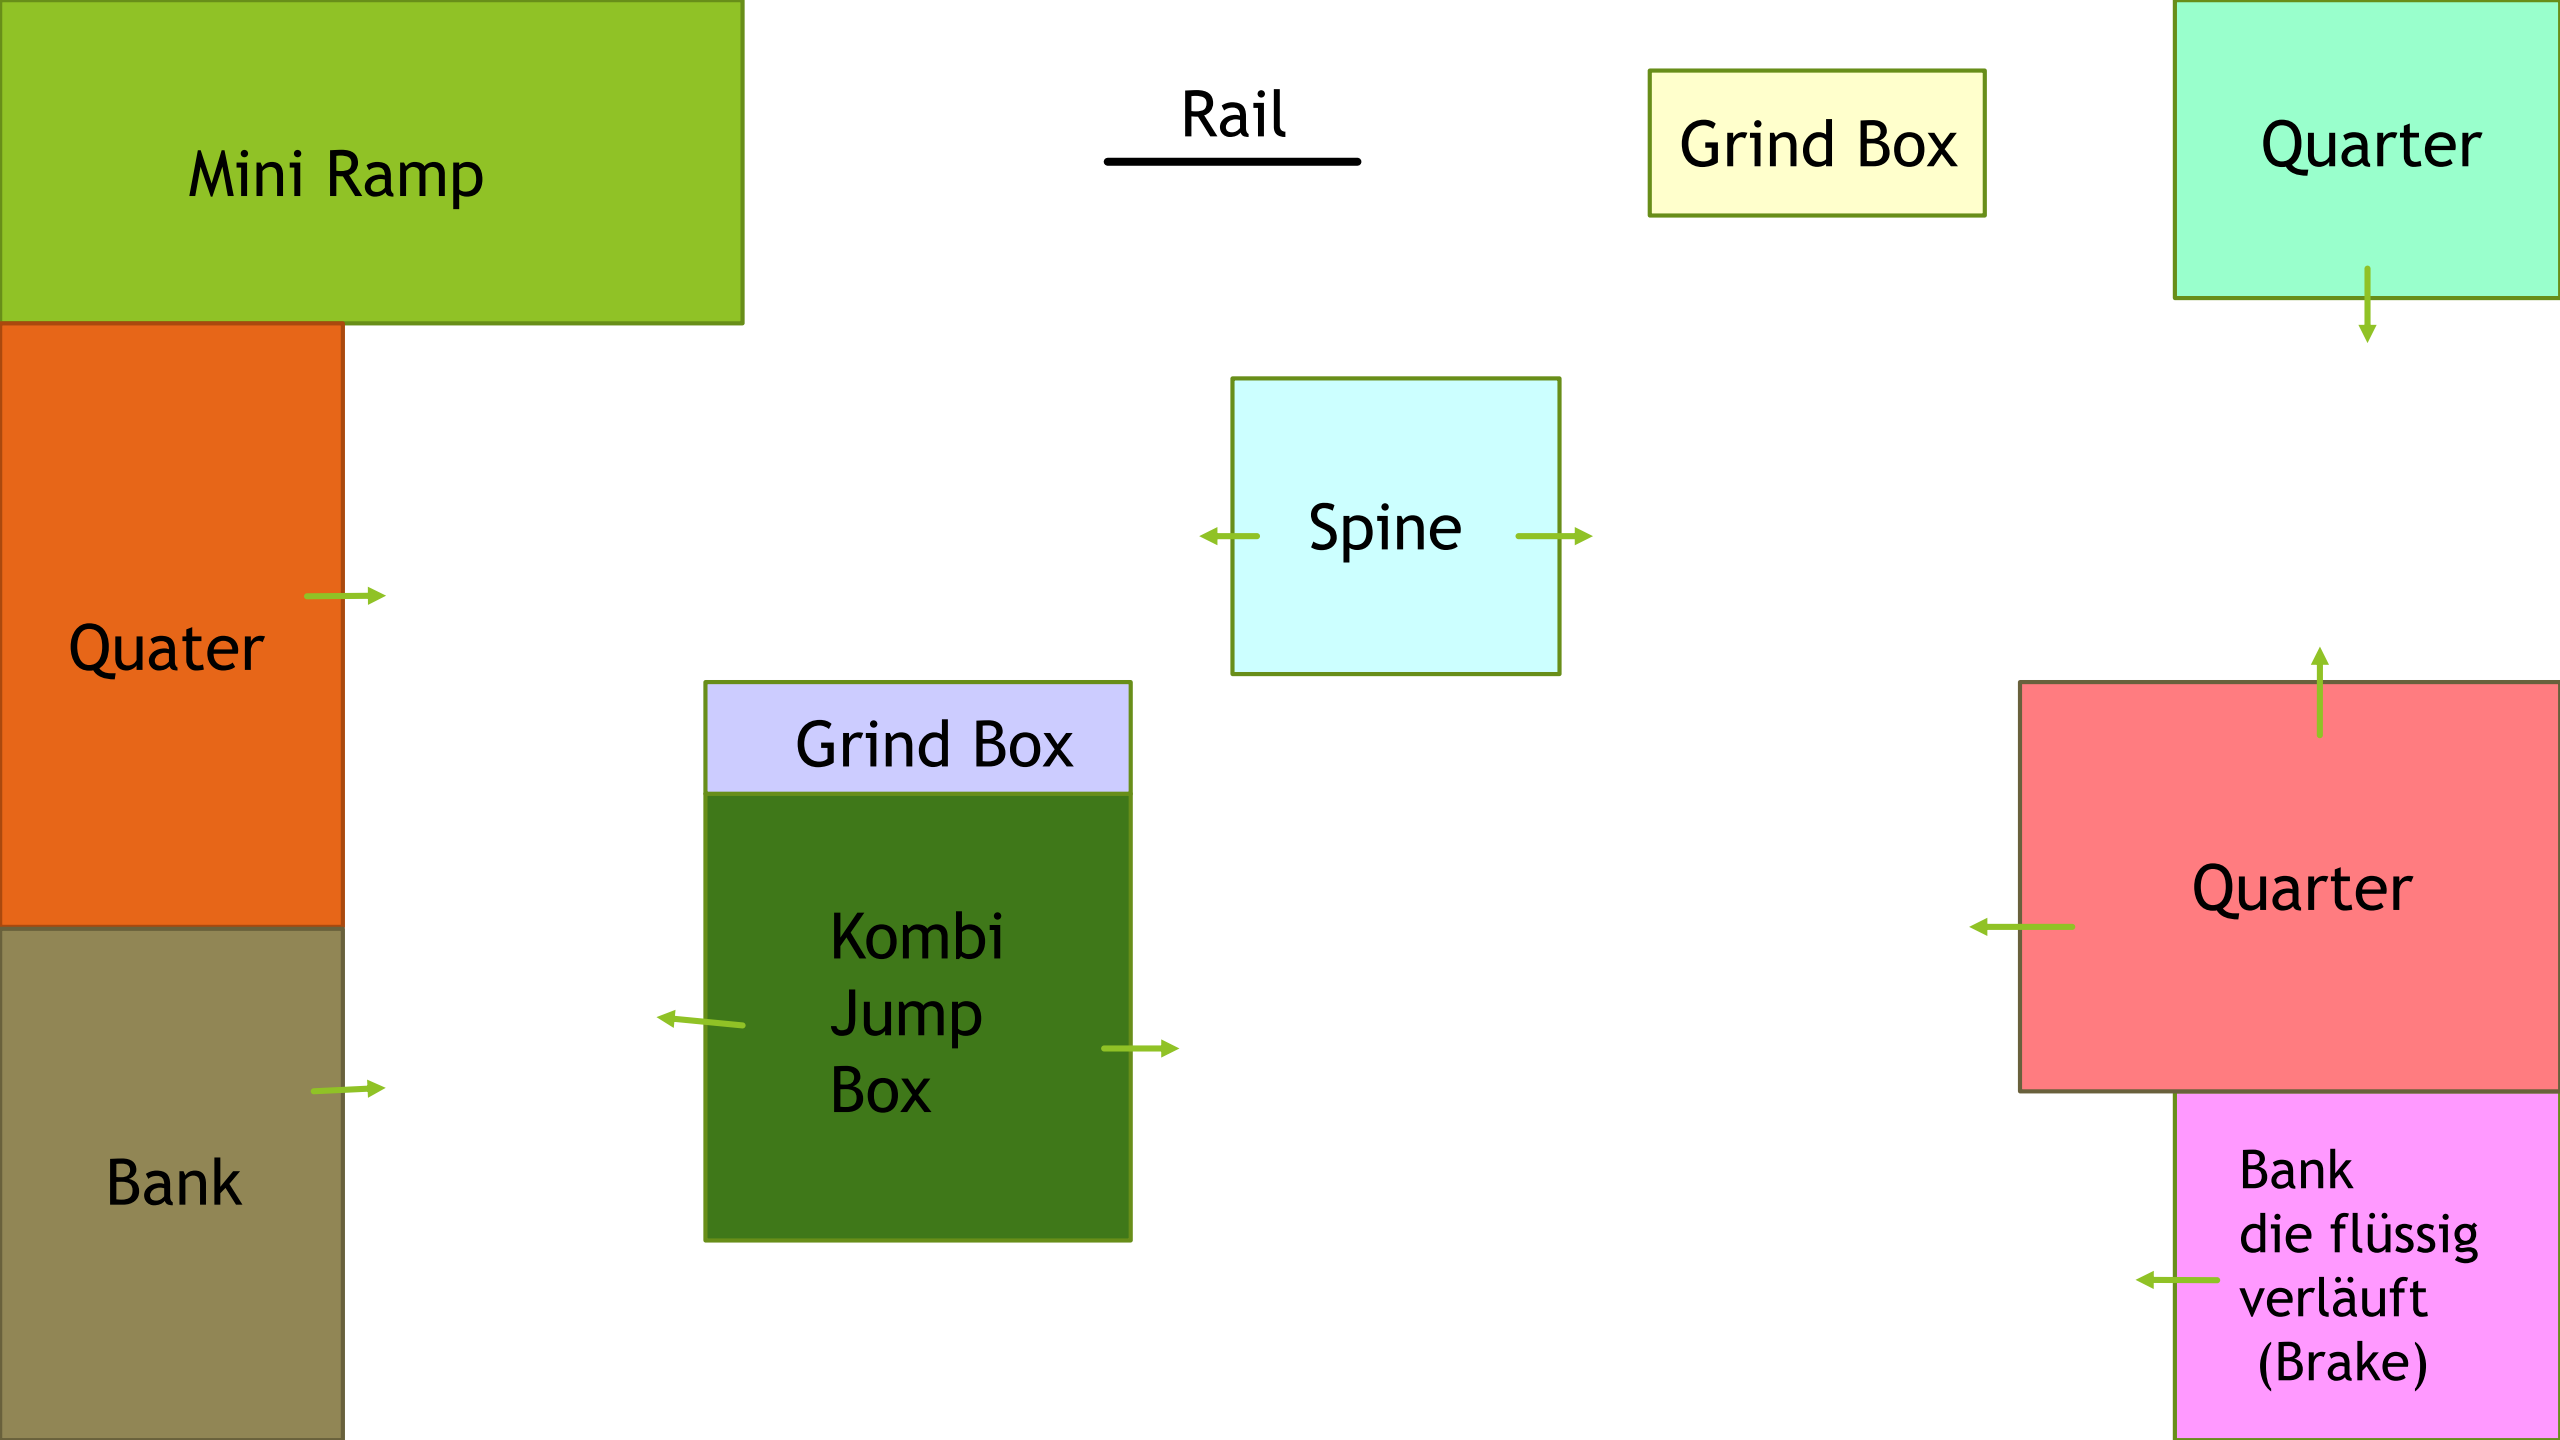 Mini Ramp
Rail
Grind Box
Quarter
Spine
Quater
Grind Box
Kombi
Jump
Box
Quarter
Bank
Bank
die flüssig
verläuft
(Brake)